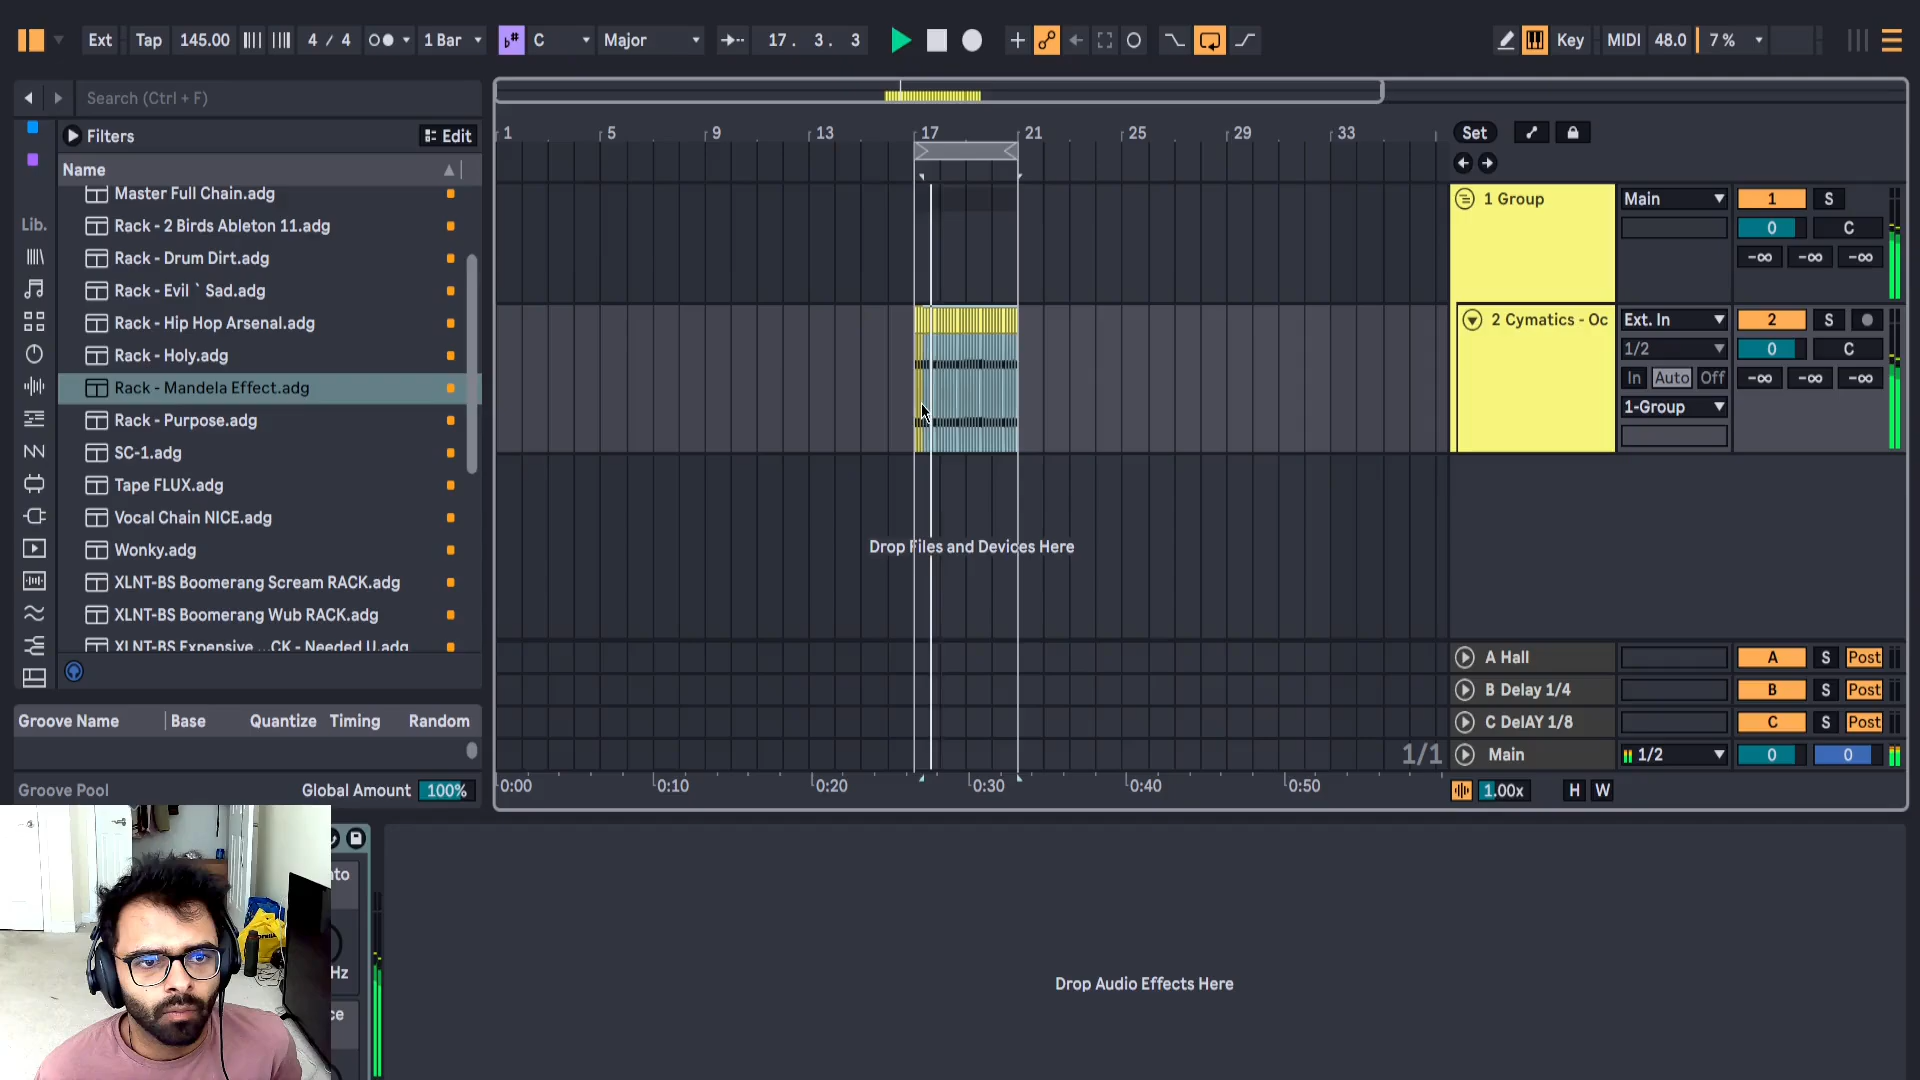 Ext Tap 145.00 4 / 4 1 Bar C Major 17. 3. 3 Key MIDI 48.0 7 %
Search (Ctrl + F)
Filters Edit
Name
Master Full Chain.adg
Rack - 2 Birds Ableton 11.adg
Lib.
Rack - Drum Dirt.adg
Rack - Evil ` Sad.adg
Rack - Hip Hop Arsenal.adg
Rack - Holy.adg
Rack - Mandela Effect.adg
Rack - Purpose.adg
SC-1.adg
Tape FLUX.adg
Vocal Chain NICE.adg
Wonky.adg
XLNT-BS Boomerang Scream RACK.adg
XLNT-BS Boomerang Wub RACK.adg
XLNT-BS Expensive ...CK - Needed U.adg
Groove Name Base Quantize Timing Random
Groove Pool Global Amount 100%
1 5 9 13 17 21 25 29 33
Set
1 Group Main 1 S
0 C
-∞ -∞ -∞
2 Cymatics - Oc Ext. In 2 S
1/2 0 C
In Auto Off -∞ -∞ -∞
1-Group
Drop Files and Devices Here
A Hall A S Post
B Delay 1/4 B S Post
C DelAY 1/8 C S Post
1/1 Main 1/2 0 0
0:00 0:10 0:20 0:30 0:40 0:50
1.00x H W
Hz
Drop Audio Effects Here